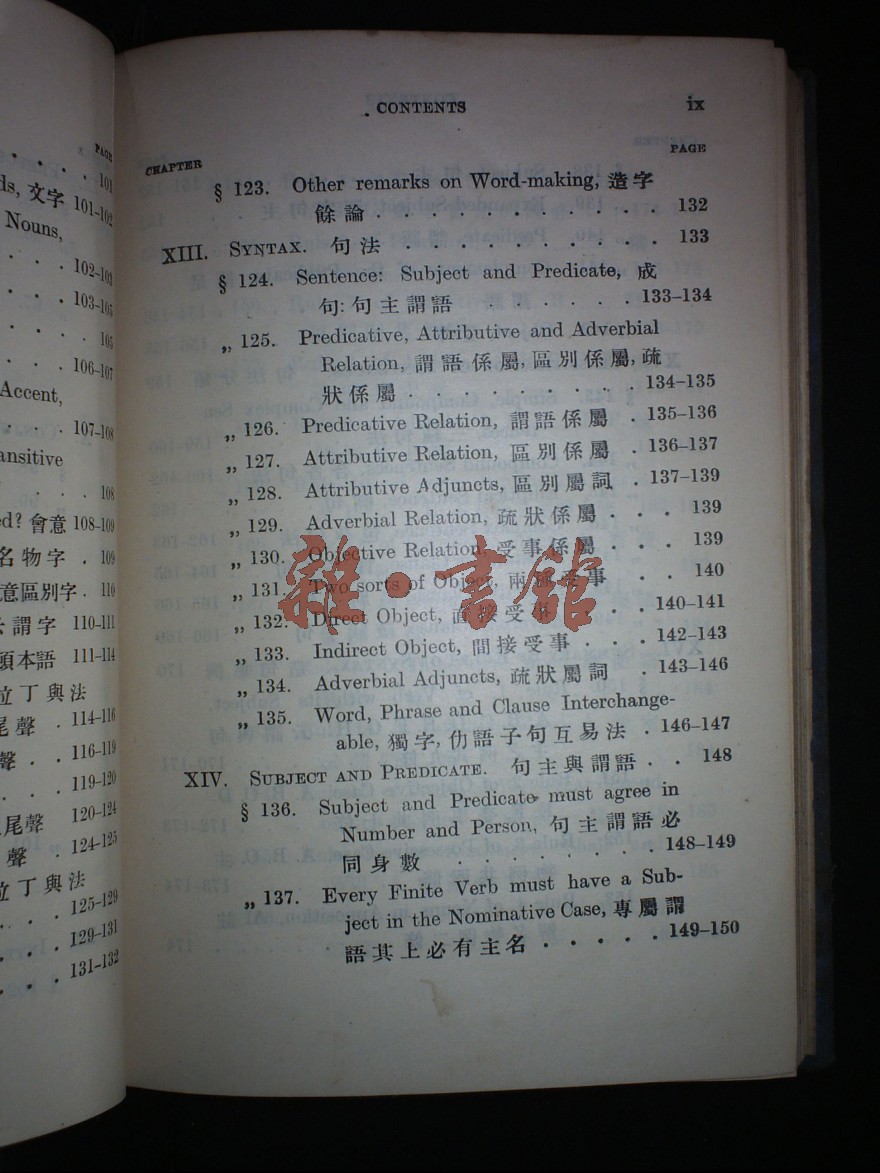 PAGE
101
ds, 文字 101-102
Nouns,
102-103
103-105
105
106-107
Accent,
107-108
ansitive
108
ed? 會意 108-109
名物字 . 109
意區別字 . 110
謂字 110-111
頭本語 111-114
拉丁與法
尾聲 . 114-116
聲 . . 116-119
119-120
尾聲 120-124
聲 . 124-125
拉丁與法
125-129
129-131
131-132
CONTENTS ix
CHAPTER PAGE
§ 123. Other remarks on Word-making, 造字
餘論 . . . . . . . . . . . . 132
XIII. SYNTAX. 句法 . . . . . . . . . . 133
§ 124. Sentence: Subject and Predicate, 成
句: 句主謂語 . . . . . . 133-134
„ 125. Predicative, Attributive and Adverbial
Relation, 謂語係屬, 區別係屬, 疏
狀係屬 . . . . . . . . . 134-135
„ 126. Predicative Relation, 謂語係屬 . 135-136
„ 127. Attributive Relation, 區別係屬 . 136-137
„ 128. Attributive Adjuncts, 區別屬詞 . 137-139
„ 129. Adverbial Relation, 疏狀係屬 . . . 139
„ 130. Objective Relation, 受事係屬 . . . 139
„ 131. Two sorts of Object, 兩種受事 . . 140
„ 132. Direct Object, 直接受事 . . . 140-141
„ 133. Indirect Object, 間接受事 . . . 142-143
„ 134. Adverbial Adjuncts, 疏狀屬詞 . 143-146
„ 135. Word, Phrase and Clause Interchange-
able, 獨字, 仂語子句互易法 . 146-147
XIV. SUBJECT AND PREDICATE. 句主與謂語 . . 148
§ 136. Subject and Predicate must agree in
Number and Person, 句主謂語必
同身數 . . . . . . . 148-149
„ 137. Every Finite Verb must have a Sub-
ject in the Nominative Case, 專屬謂
語其上必有主名 . . . . . 149-150
雜·書館